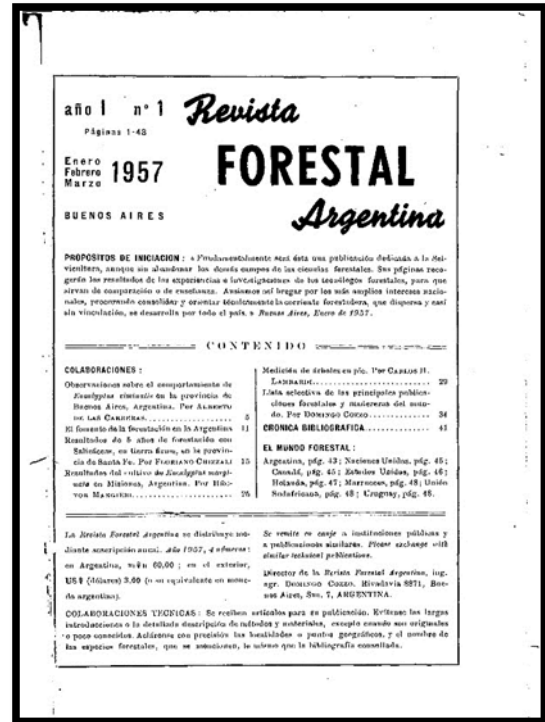 año I nº 1 Revista
Páginas 1-48
Enero
Febrero 1957 FORESTAL
Marzo
BUENOS AIRES Argentina
PROPOSITOS DE INICIACION : « Fundamentalmente será ésta una publicación dedicada a la Sel-
vicultura, aunque sin abandonar los demás campos de las ciencias forestales. Sus páginas reco-
gerán los resultados de las experiencias e investigaciones de los tecnólogos forestales, para que
sirvan de comparación o de enseñanza. Ansiamos así bregar por los más amplios intereses nacio-
nales, procurando consolidar y orientar técnicamente la corriente forestadora, que dispersa y casi
sin vinculación, se desarrolla por todo el país. » Buenos Aires, Enero de 1957.
CONTENIDO
COLABORACIONES :
Observaciones sobre el comportamiento de
Eucalyptus en la provincia de
Buenos Aires, Argentina. Por ALBERTO
DE LAS CARRERAS 5
El fomento de la forestación en la Argentina 11
Resultados de 5 años de forestación con
Salicáceas, en tierra firme, en la provin-
cia de Santa Fe. Por FLORIANO CHIZZALI 15
Resultados del cultivo de Eucalyptus margi-
nata en Misiones, Argentina. Por HÉC-
TOR MANGIERI 26
Medición de árboles en pie. Por CARLOS H.
29
Lista selectiva de las principales publica-
ciones forestales y madereras del mun-
do. Por DOMINGO COZZO 34
CRONICA BIBLIOGRAFICA 41
EL MUNDO FORESTAL :
Argentina, pág. 43 ; Naciones Unidas, pág. 45 ;
Canadá, pág. 45 ; Estados Unidos, pág. 46 ;
Holanda, pág. 47 ; Marruecos, pág. 48 ; Unión
Sudafricana, pág. 48 ; Uruguay, pág. 48.
La Revista Forestal Argentina se distribuye me-
diante suscripción anual. Año 1957, 4 números :
en Argentina, m$n 60,00 ; en el exterior,
US$ (dólares) 3,00 (o su equivalente en mone-
da argentina).
Se remite en canje a instituciones públicas y
a publicaciones similares. Please exchange with
similar technical publications.
Director de la Revista Forestal Argentina, ing.
agr. DOMINGO COZZO. Rivadavia 8871, Bue-
nos Aires, Suc. 7, ARGENTINA.
COLABORACIONES TECNICAS : Se reciben artículos para su publicación. Evítense las largas
introducciones o la detallada descripción de métodos y materiales, excepto cuando son originales
o poco conocidos. Aclárense con precisión las localidades o puntos geográficos, y el nombre de
las especies forestales, que se mencionan, lo mismo que la bibliografía consultada.